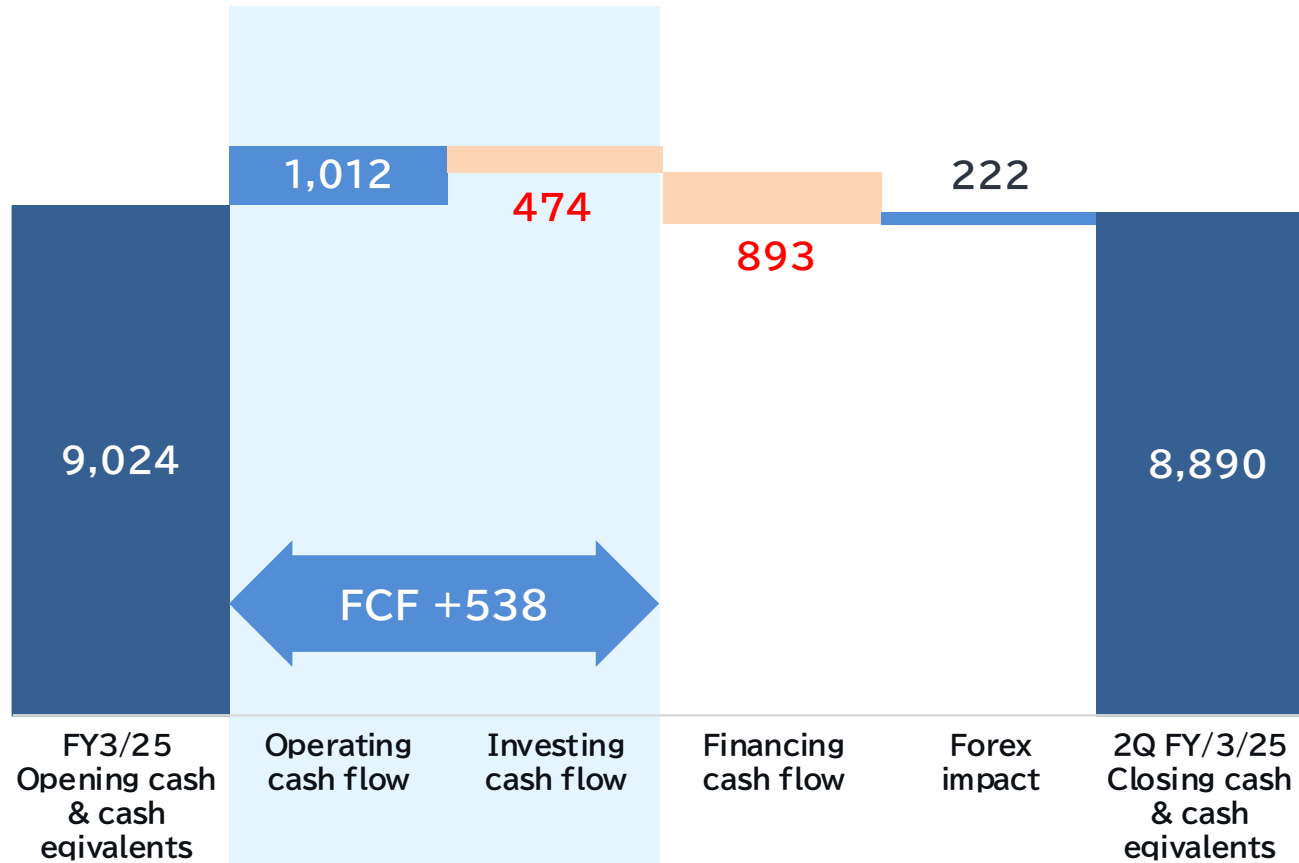 1,012
474
893
222
9,024
8,890
FCF +538
FY3/25
Opening cash
& cash
eqivalents
Operating
cash flow
Investing
cash flow
Financing
cash flow
Forex
impact
2Q FY/3/25
Closing cash
& cash
eqivalents